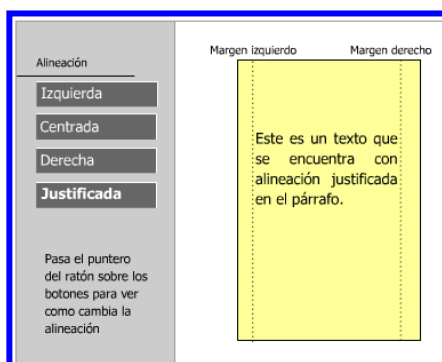 Alineación
Izquierda
Centrada
Derecha
Justificada
Pasa el puntero
del ratón sobre los
botones para ver
como cambia la
alineación
Margen izquierdo
Margen derecho
Este es un texto que
se encuentra con
alineación justificada
en el párrafo.